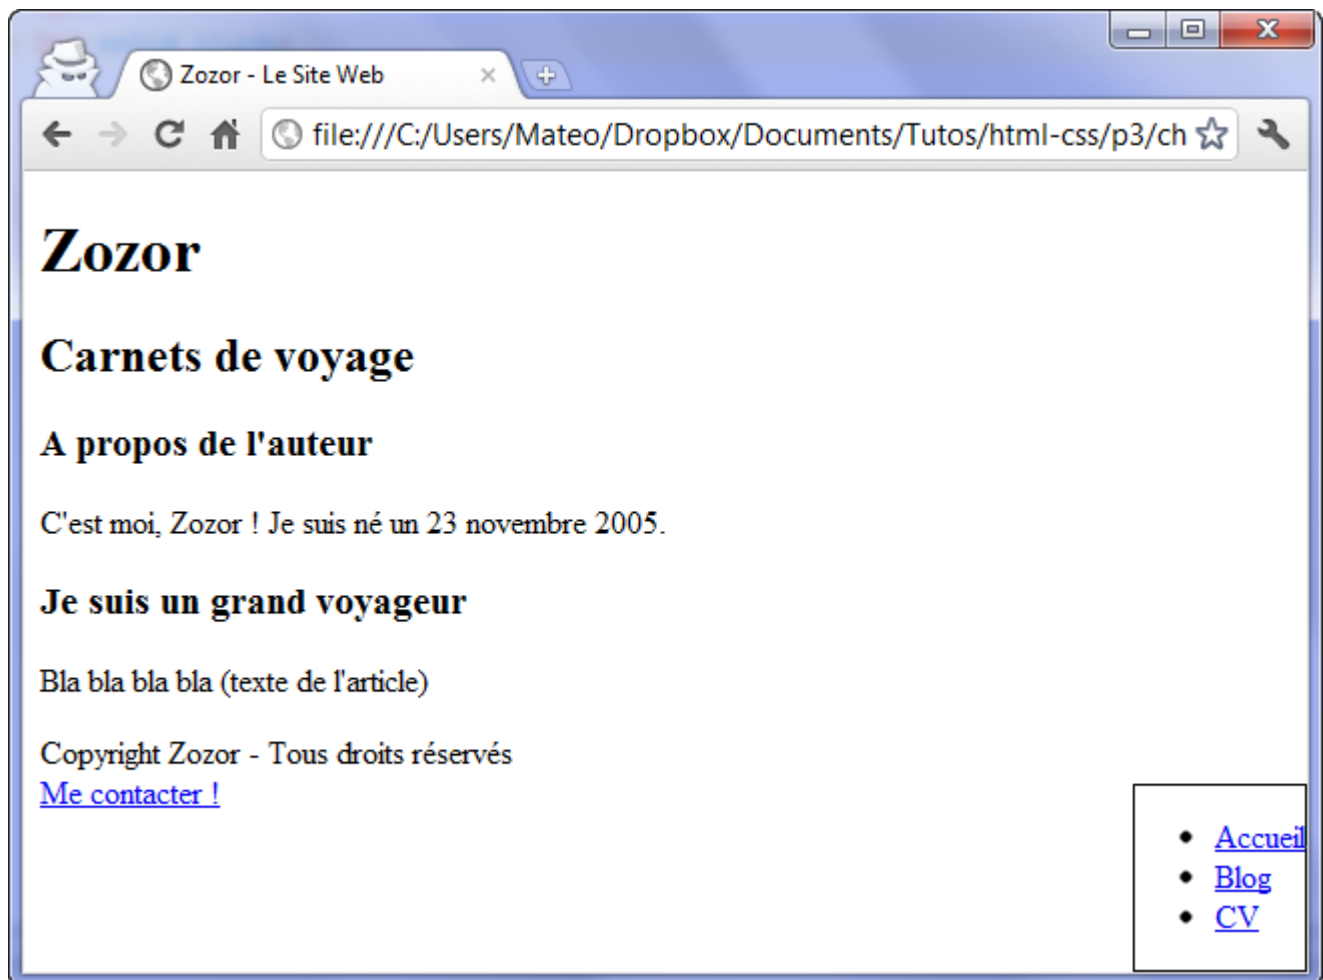 Zozor - Le Site Web
file:///C:/Users/Mateo/Dropbox/Documents/Tutos/html-css/p3/ch
Zozor
Carnets de voyage
A propos de l'auteur
C'est moi, Zozor ! Je suis né un 23 novembre 2005.
Je suis un grand voyageur
Bla bla bla bla (texte de l'article)
Copyright Zozor - Tous droits réservés
Me contacter !
Accueil
Blog
CV